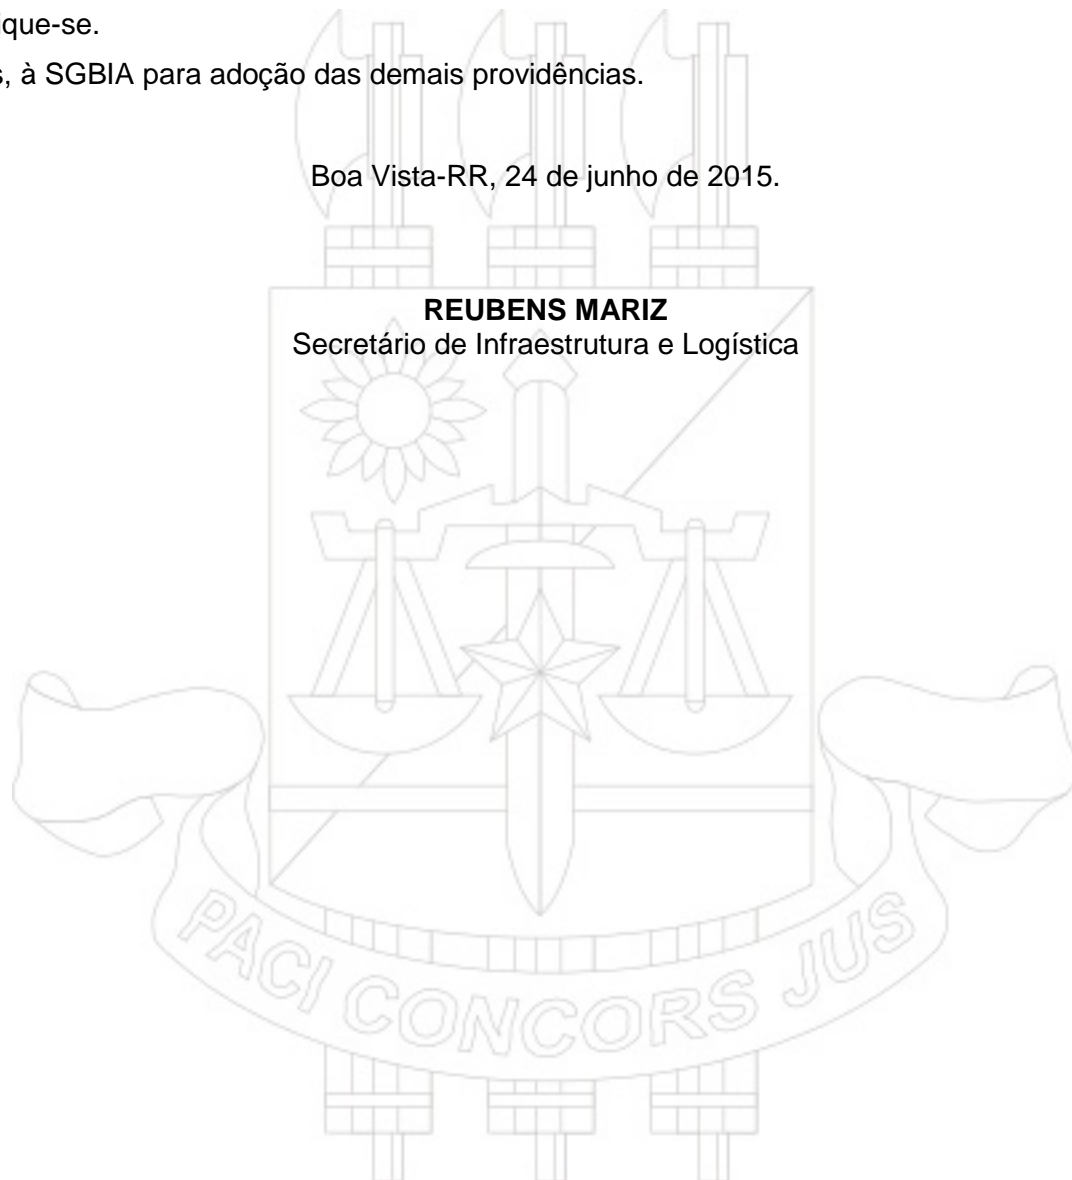 ique-se.
s, à SGBIA para adoção das demais providências.
Boa Vista-RR, 24 de junho de 2015.
REUBENS MARIZ
Secretário de Infraestrutura e Logística
PACI CONCORS JUS